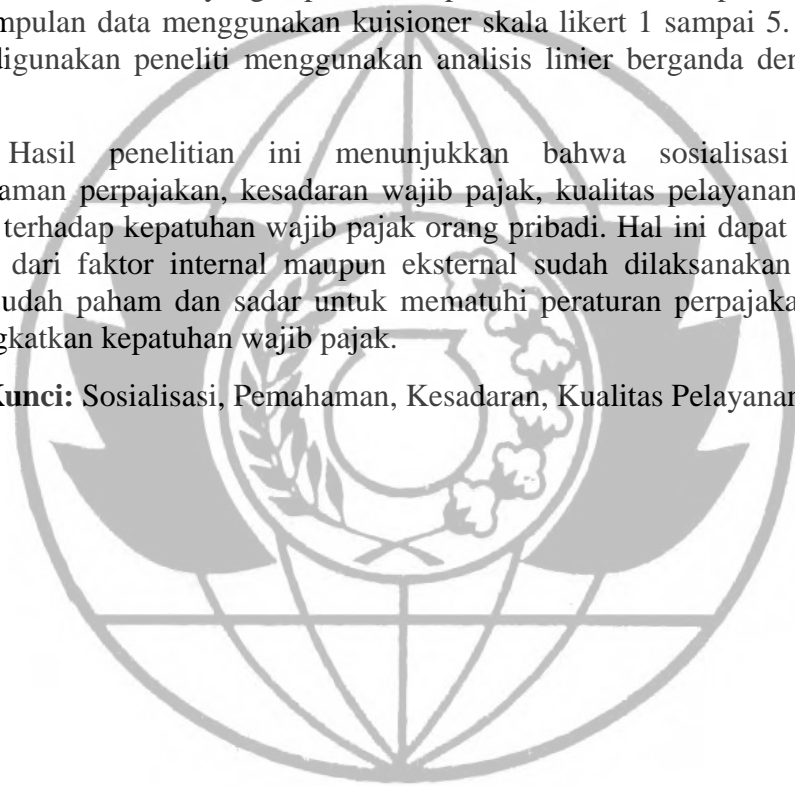 mpulan data menggunakan kuisioner skala likert 1 sampai 5.
digunakan peneliti menggunakan analisis linier berganda der
Hasil penelitian ini menunjukkan bahwa sosialisasi
aman perpajakan, kesadaran wajib pajak, kualitas pelayanan
terhadap kepatuhan wajib pajak orang pribadi. Hal ini dapat
dari faktor internal maupun eksternal sudah dilaksanakan
udah paham dan sadar untuk mematuhi peraturan perpajaka
gkatkan kepatuhan wajib pajak.
Kunci: Sosialisasi, Pemahaman, Kesadaran, Kualitas Pelayanan